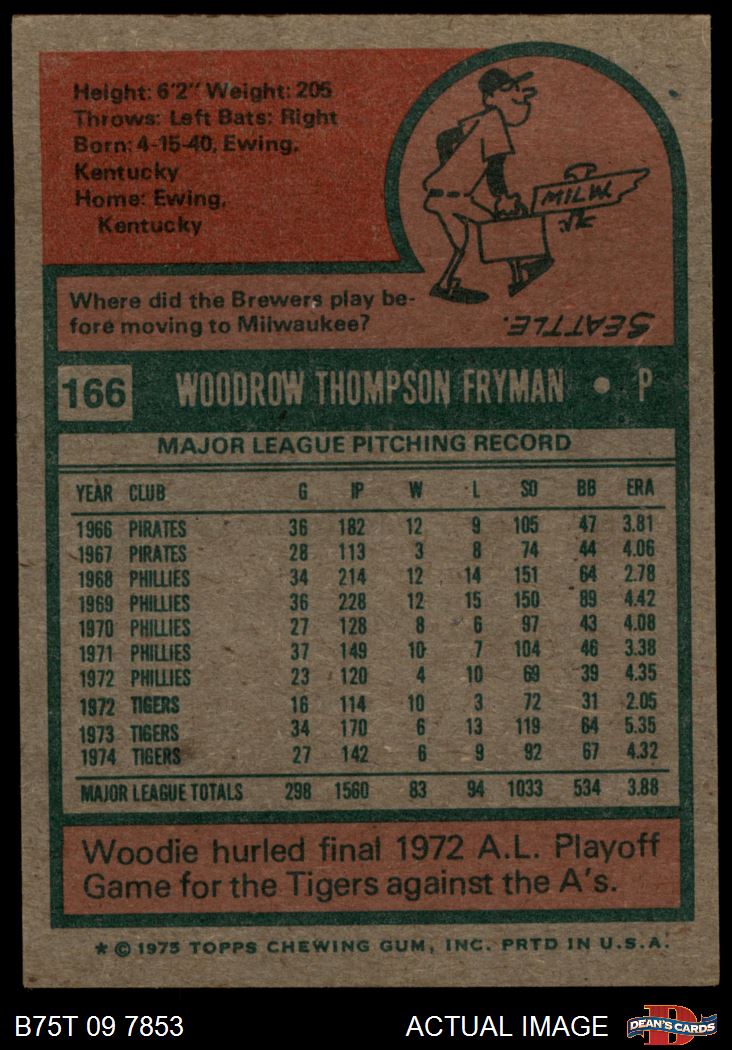 Height: 6'2" Weight: 205
Throws: Left Bats: Right
Born: 4-15-40, Ewing,
Kentucky
Home: Ewing,
Kentucky
MILW.
Where did the Brewers play be-
fore moving to Milwaukee?
SEATTLE.
166 WOODROW THOMPSON FRYMAN • P
MAJOR LEAGUE PITCHING RECORD
YEAR CLUB G IP W L SO BB ERA
1966 PIRATES 36 182 12 9 105 47 3.81
1967 PIRATES 28 113 3 8 74 44 4.06
1968 PHILLIES 34 214 12 14 151 64 2.78
1969 PHILLIES 36 228 12 15 150 89 4.42
1970 PHILLIES 27 128 8 6 97 43 4.08
1971 PHILLIES 37 149 10 7 104 46 3.38
1972 PHILLIES 23 120 4 10 69 39 4.35
1972 TIGERS 16 114 10 3 72 31 2.05
1973 TIGERS 34 170 6 13 119 64 5.35
1974 TIGERS 27 142 6 9 92 67 4.32
MAJOR LEAGUE TOTALS 298 1560 83 94 1033 534 3.88
Woodie hurled final 1972 A.L. Playoff
Game for the Tigers against the A's.
* © 1975 TOPPS CHEWING GUM, INC. PRTD IN U.S.A.
B75T 09 7853 ACTUAL IMAGE DEAN'S CARDS